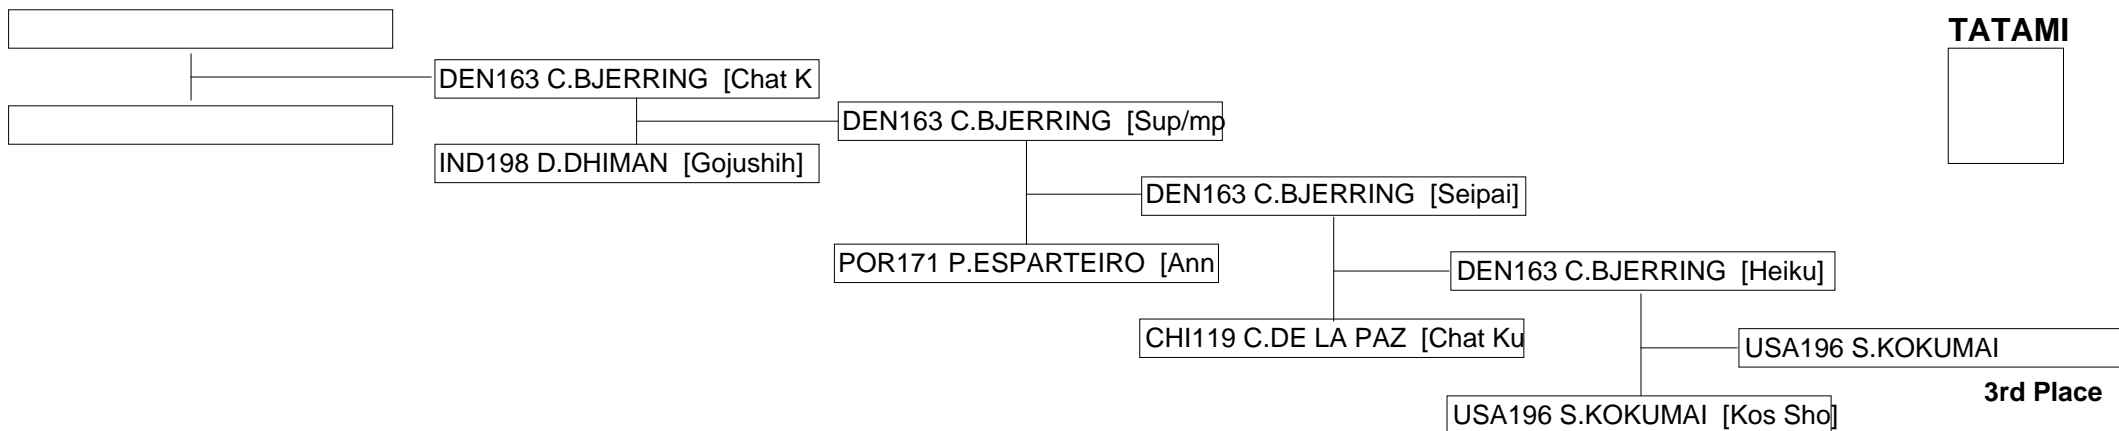 TATAMI
DEN163 C.BJERRING [Chat K
DEN163 C.BJERRING [Sup/mp
IND198 D.DHIMAN [Gojushih]
DEN163 C.BJERRING [Seipai]
POR171 P.ESPARTEIRO [Ann
DEN163 C.BJERRING [Heiku]
CHI119 C.DE LA PAZ [Chat Ku
USA196 S.KOKUMAI
3rd Place
USA196 S.KOKUMAI [Kos Sho]